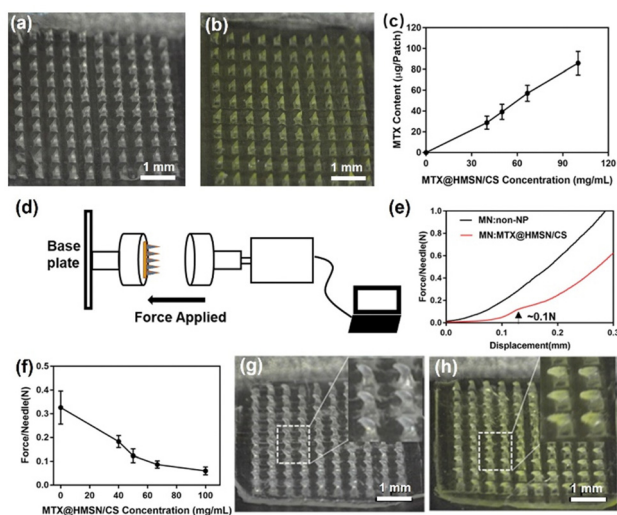 (a)
1 mm
(b)
1 mm
(c)
MTX Content (μg/Patch)
120
100
80
60
40
20
0
0
30
60
90
120
MTX@HMSN/CS Concentration (mg/mL)
(d)
Base
plate
Force Applied
(e)
Force/Needle(N)
1.0
0.8
0.6
0.4
0.2
0.0
MN:non-NP
MN:MTX@HMSN/CS
~0.1N
0.0
0.1
0.2
0.3
Displacement(mm)
(f)
Force/Needle(N)
0.5
0.4
0.3
0.2
0.1
0.0
0
20
40
60
80
100
MTX@HMSN/CS Concentration (mg/mL)
(g)
1 mm
(h)
1 mm